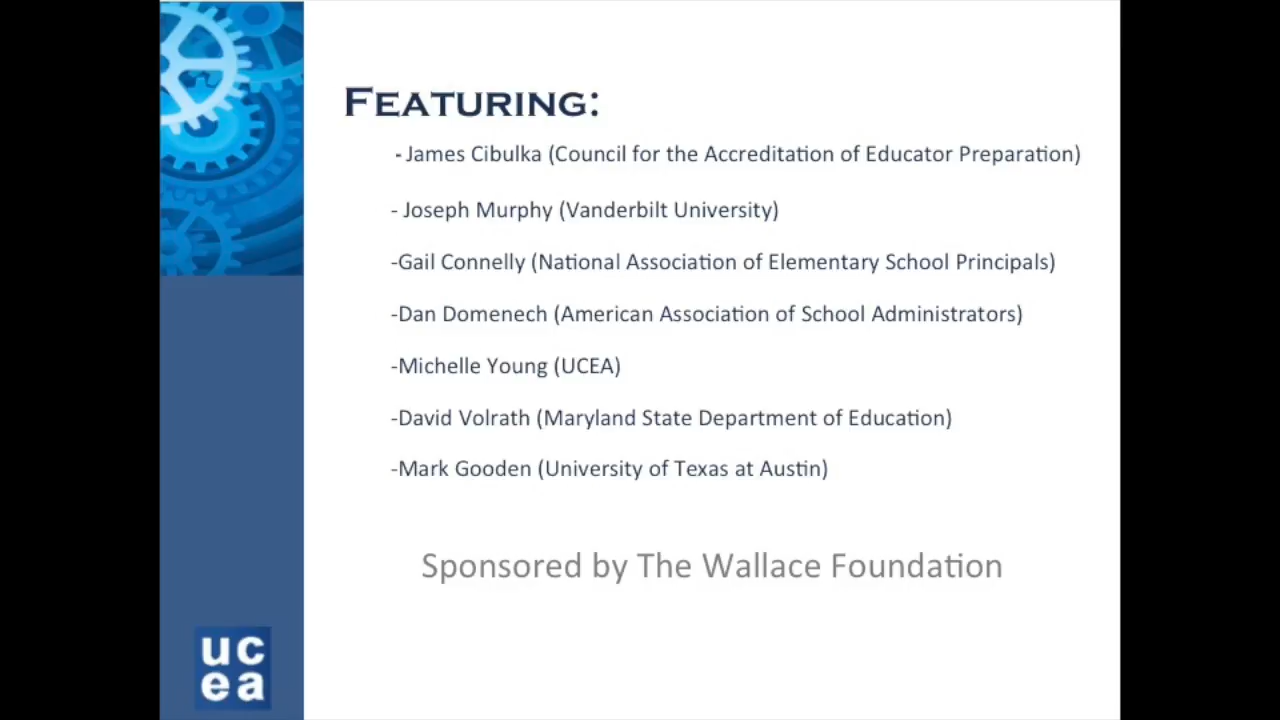 FEATURING:
- James Cibulka (Council for the Accreditation of Educator Preparation)
- Joseph Murphy (Vanderbilt University)
-Gail Connelly (National Association of Elementary School Principals)
-Dan Domenech (American Association of School Administrators)
-Michelle Young (UCEA)
-David Volrath (Maryland State Department of Education)
-Mark Gooden (University of Texas at Austin)
Sponsored by The Wallace Foundation
uc
ea